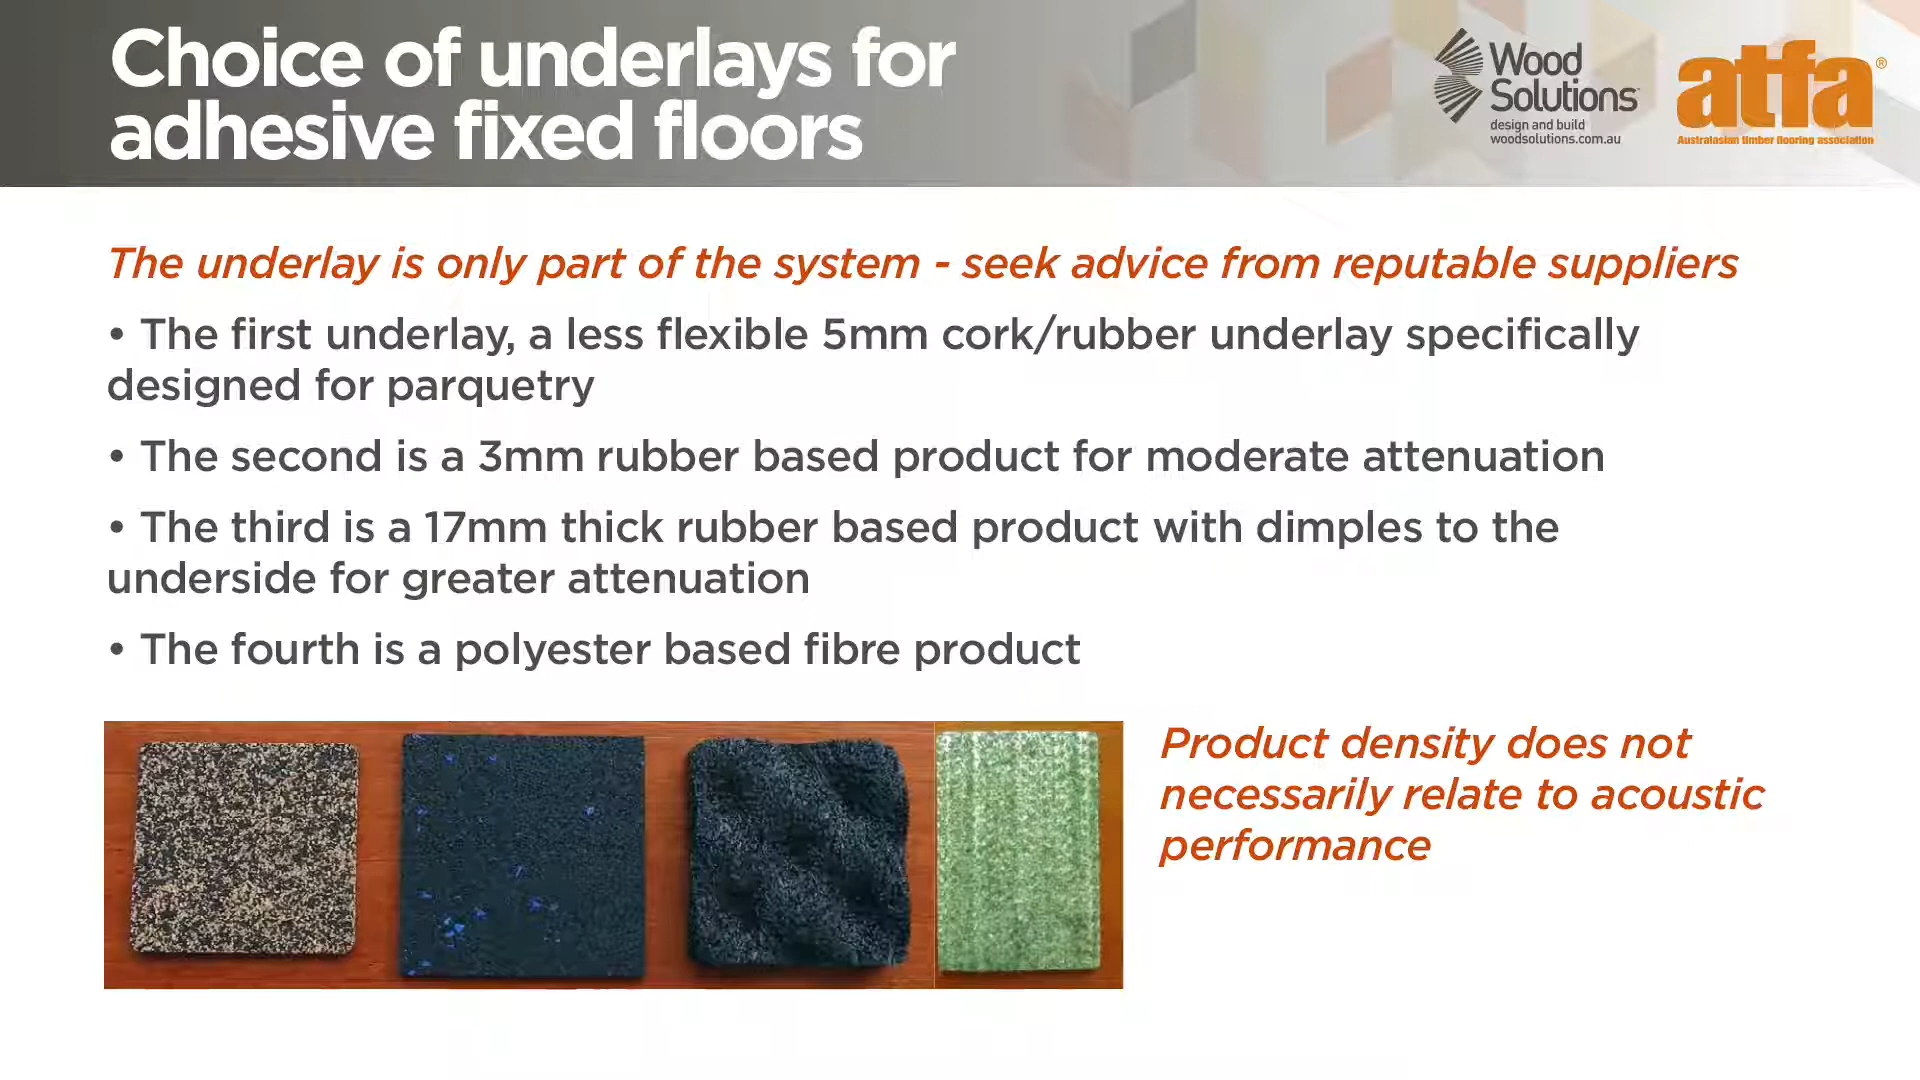 Choice of underlays for
adhesive fixed floors
Wood
Solutions
design and build
woodsolutions.com.au
atfa®
Australasian timber flooring association
The underlay is only part of the system - seek advice from reputable suppliers
• The first underlay, a less flexible 5mm cork/rubber underlay specifically
designed for parquetry
• The second is a 3mm rubber based product for moderate attenuation
• The third is a 17mm thick rubber based product with dimples to the
underside for greater attenuation
• The fourth is a polyester based fibre product
Product density does not
necessarily relate to acoustic
performance